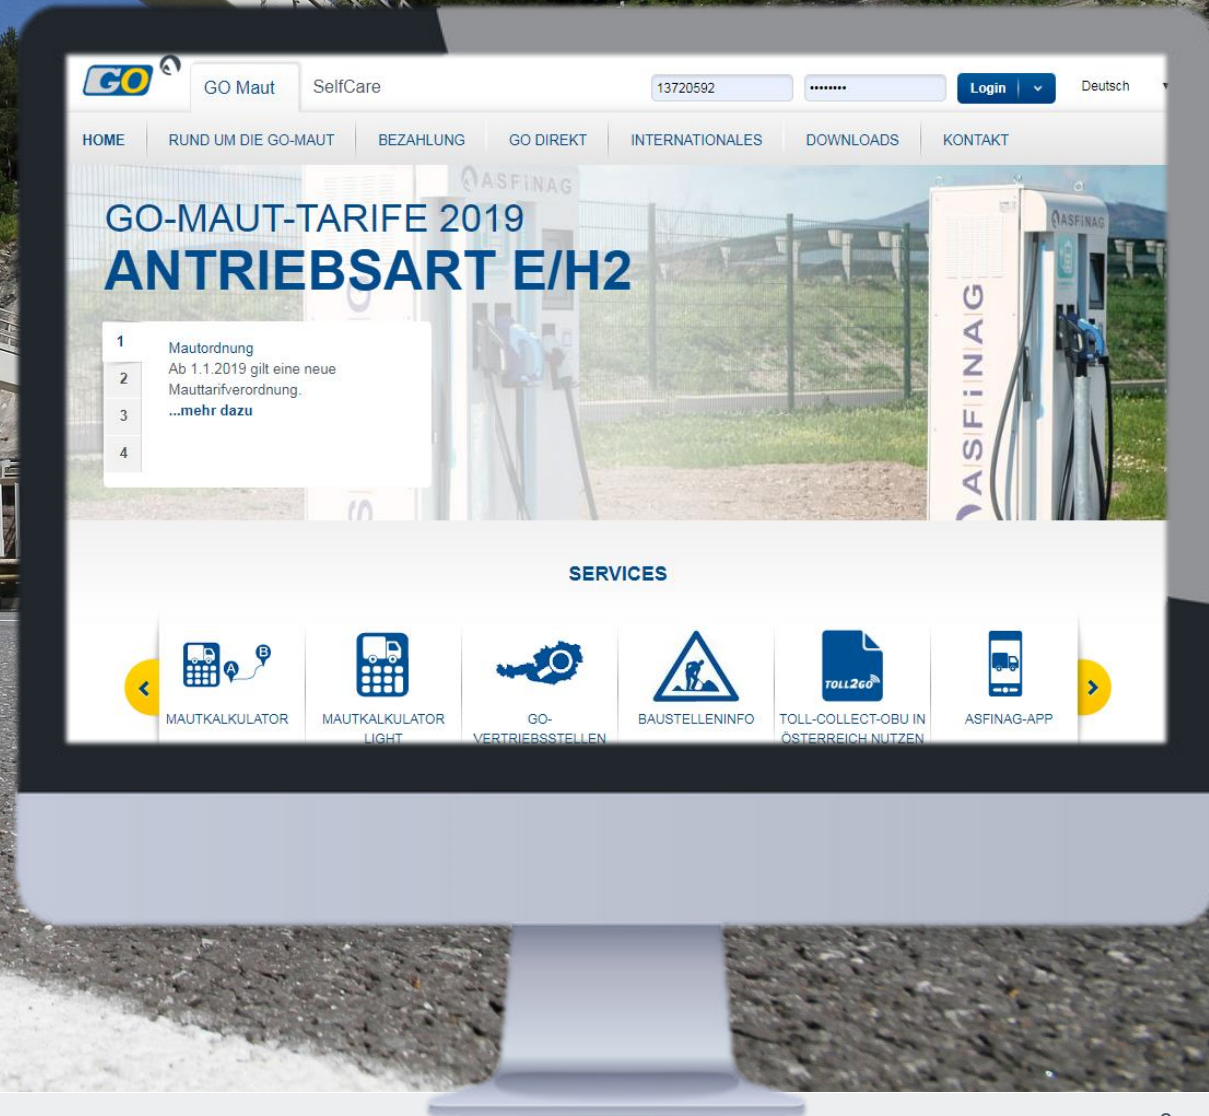 GO
GO Maut
SelfCare
13720592
••••••••
Login
Deutsch
HOME
RUND UM DIE GO-MAUT
BEZAHLUNG
GO DIREKT
INTERNATIONALES
DOWNLOADS
KONTAKT
ASFiNAG
GO-MAUT-TARIFE 2019
ANTRIEBSART E/H2
ASFINAG
ASFiNAG
1
2
3
4
Mautordnung
Ab 1.1.2019 gilt eine neue
Mauttarifverordnung.
...mehr dazu
SERVICES
MAUTKALKULATOR
MAUTKALKULATOR
LIGHT
GO-
VERTRIEBSSTELLEN
BAUSTELLENINFO
TOLL2GO
TOLL-COLLECT-OBU IN
ÖSTERREICH NUTZEN
ASFINAG-APP
A
B